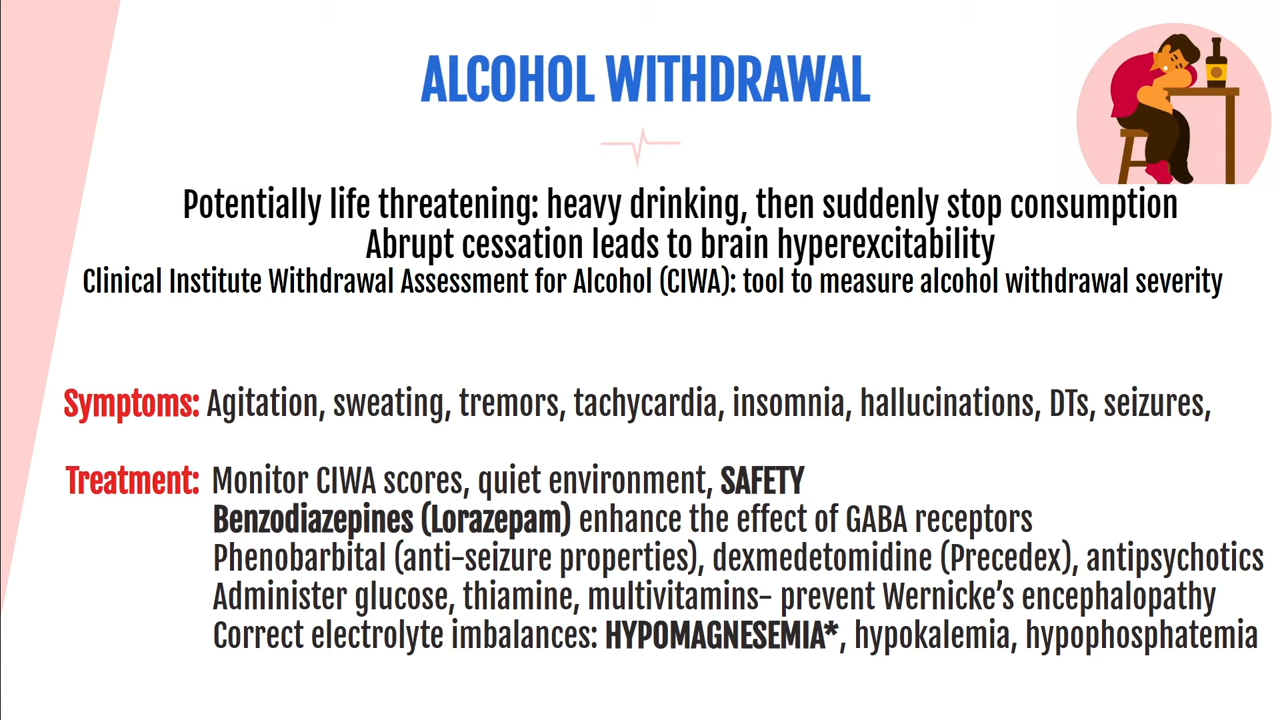 ALCOHOL WITHDRAWAL
Potentially life threatening: heavy drinking, then suddenly stop consumption
Abrupt cessation leads to brain hyperexcitability
Clinical Institute Withdrawal Assessment for Alcohol (CIWA): tool to measure alcohol withdrawal severity
Symptoms: Agitation, sweating, tremors, tachycardia, insomnia, hallucinations, DTs, seizures,
Treatment: Monitor CIWA scores, quiet environment, SAFETY
Benzodiazepines (Lorazepam) enhance the effect of GABA receptors
Phenobarbital (anti-seizure properties), dexmedetomidine (Precedex), antipsychotics
Administer glucose, thiamine, multivitamins- prevent Wernicke's encephalopathy
Correct electrolyte imbalances: HYPOMAGNESEMIA*, hypokalemia, hypophosphatemia